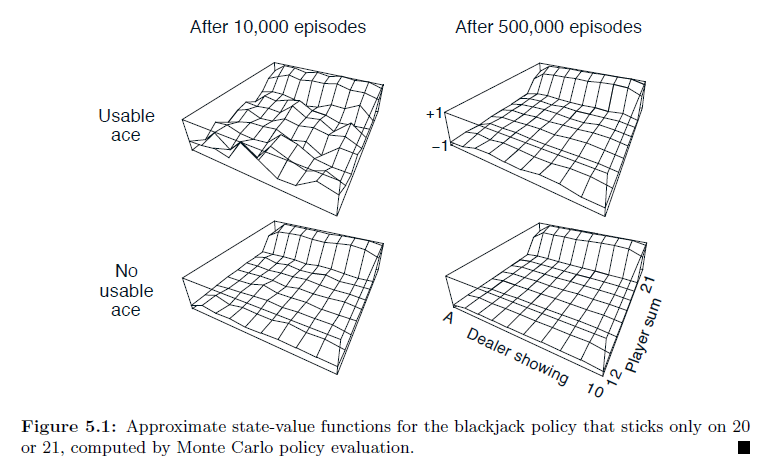 After 10,000 episodes
After 500,000 episodes
Usable
ace
+1
−1
No
usable
ace
A
Dealer showing
10
12
Player sum
21
Figure 5.1: Approximate state-value functions for the blackjack policy that sticks only on 20
or 21, computed by Monte Carlo policy evaluation.